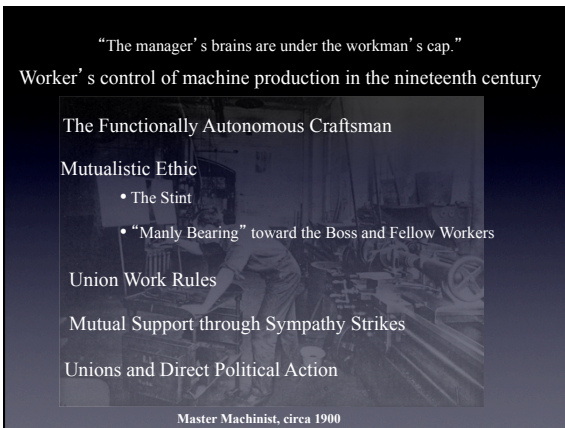 “The manager’s brains are under the workman’s cap.”
Worker’s control of machine production in the nineteenth century
The Functionally Autonomous Craftsman
Mutualistic Ethic
• The Stint
• “Manly Bearing” toward the Boss and Fellow Workers
Union Work Rules
Mutual Support through Sympathy Strikes
Unions and Direct Political Action
Master Machinist, circa 1900